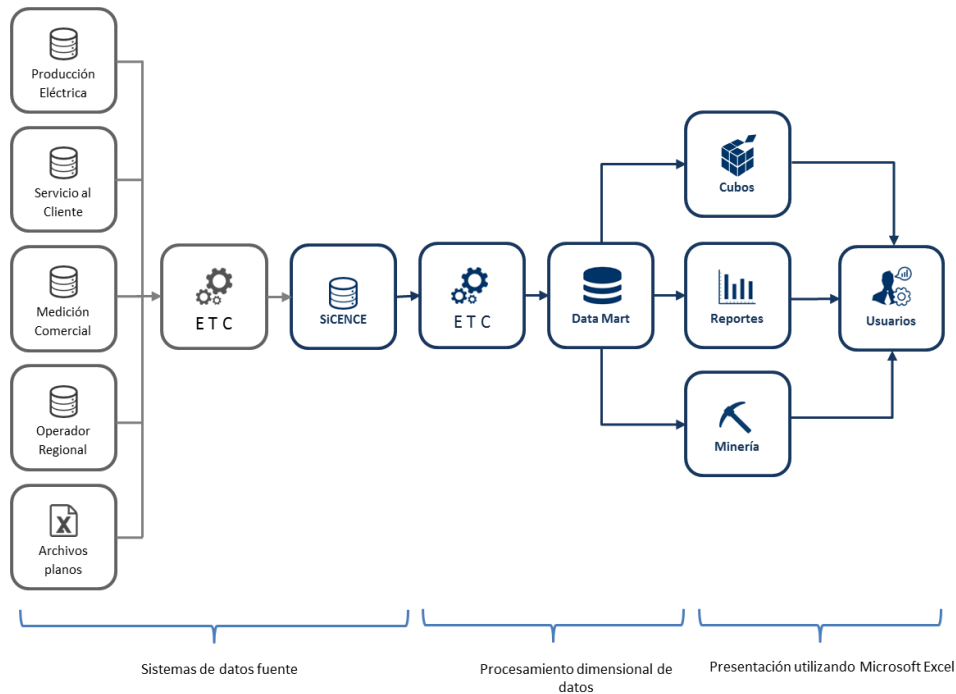 Producción
Eléctrica
Servicio al
Cliente
Medición
Comercial
Operador
Regional
Archivos
planos
E T C
SiCENCE
E T C
Data Mart
Cubos
Reportes
Minería
Usuarios
Sistemas de datos fuente
Procesamiento dimensional de
datos
Presentación utilizando Microsoft Excel